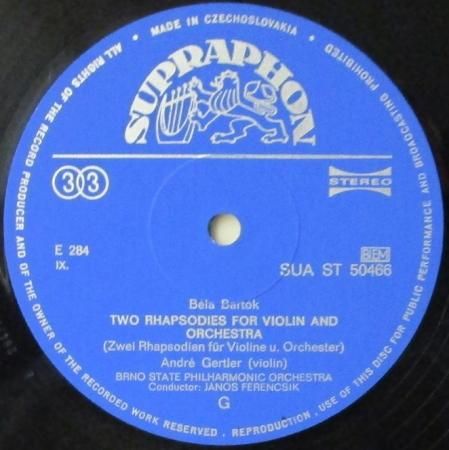 MADE IN CZECHOSLOVAKIA
ALL RIGHTS OF THE RECORD PRODUCER AND OF THE OWNER OF THE RECORDED WORK RESERVED . REPRODUCTION , USE OF THIS DISC FOR PUBLIC PERFORMANCE AND BROADCASTING PROHIBITED
SUPRAPHON
33
STEREO
E 284
IX.
BIEM
SUA ST 50466
Béla Bartók
TWO RHAPSODIES FOR VIOLIN AND
ORCHESTRA
(Zwei Rhapsodien für Violine u. Orchester)
André Gertler (violin)
BRNO STATE PHILHARMONIC ORCHESTRA
Conductor: JÁNOS FERENCSIK
G